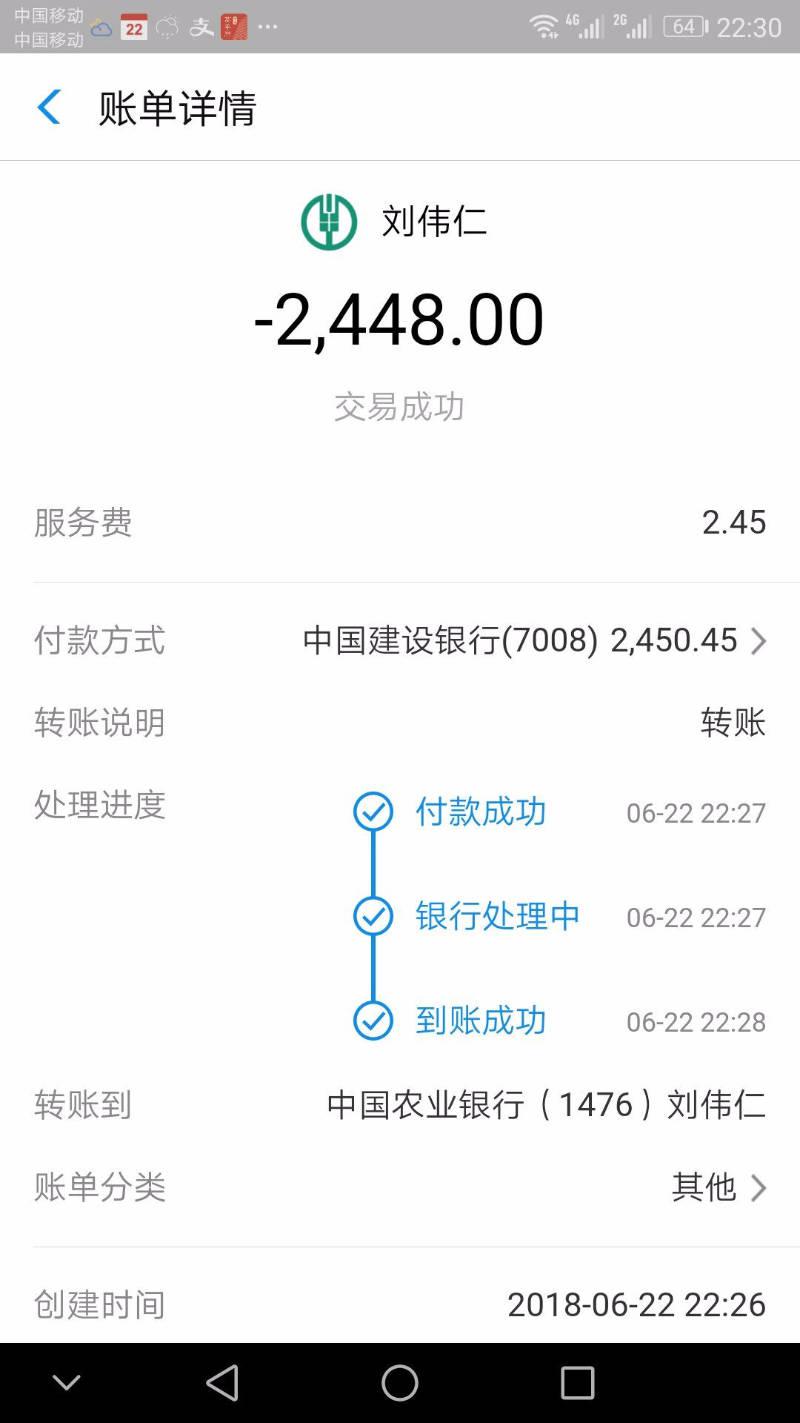 中国移动
中国移动
22
支
4G
2G
64
22:30
账单详情
刘伟仁
-2,448.00
交易成功
服务费 2.45
付款方式 中国建设银行(7008) 2,450.45
转账说明 转账
处理进度 付款成功 06-22 22:27
银行处理中 06-22 22:27
到账成功 06-22 22:28
转账到 中国农业银行（1476）刘伟仁
账单分类 其他
创建时间 2018-06-22 22:26